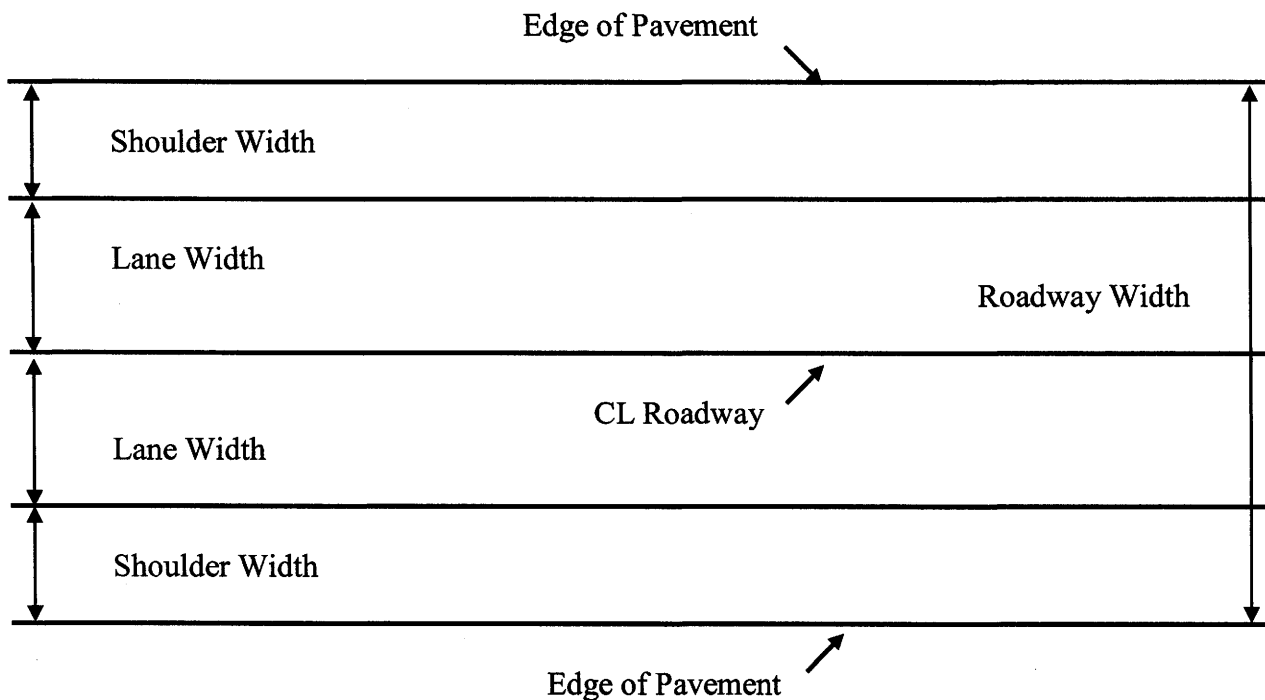 Edge of Pavement
Shoulder Width
Lane Width
Roadway Width
CL Roadway
Lane Width
Shoulder Width
Edge of Pavement